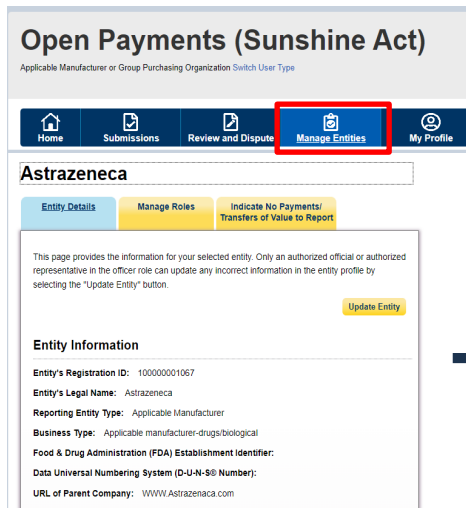 Open Payments (Sunshine Act)
Applicable Manufacturer or Group Purchasing Organization Switch User Type
Home Submissions Review and Dispute Manage Entities My Profile
Astrazeneca
Entity Details Manage Roles Indicate No Payments/
Transfers of Value to Report
This page provides the information for your selected entity. Only an authorized official or authorized
representative in the officer role can update any incorrect information in the entity profile by
selecting the "Update Entity" button.
Update Entity
Entity Information
Entity's Registration ID: 100000001067
Entity's Legal Name: Astrazeneca
Reporting Entity Type: Applicable Manufacturer
Business Type: Applicable manufacturer-drugs/biological
Food & Drug Administration (FDA) Establishment Identifier:
Data Universal Numbering System (D-U-N-S® Number):
URL of Parent Company: WWW.Astrazenaca.com